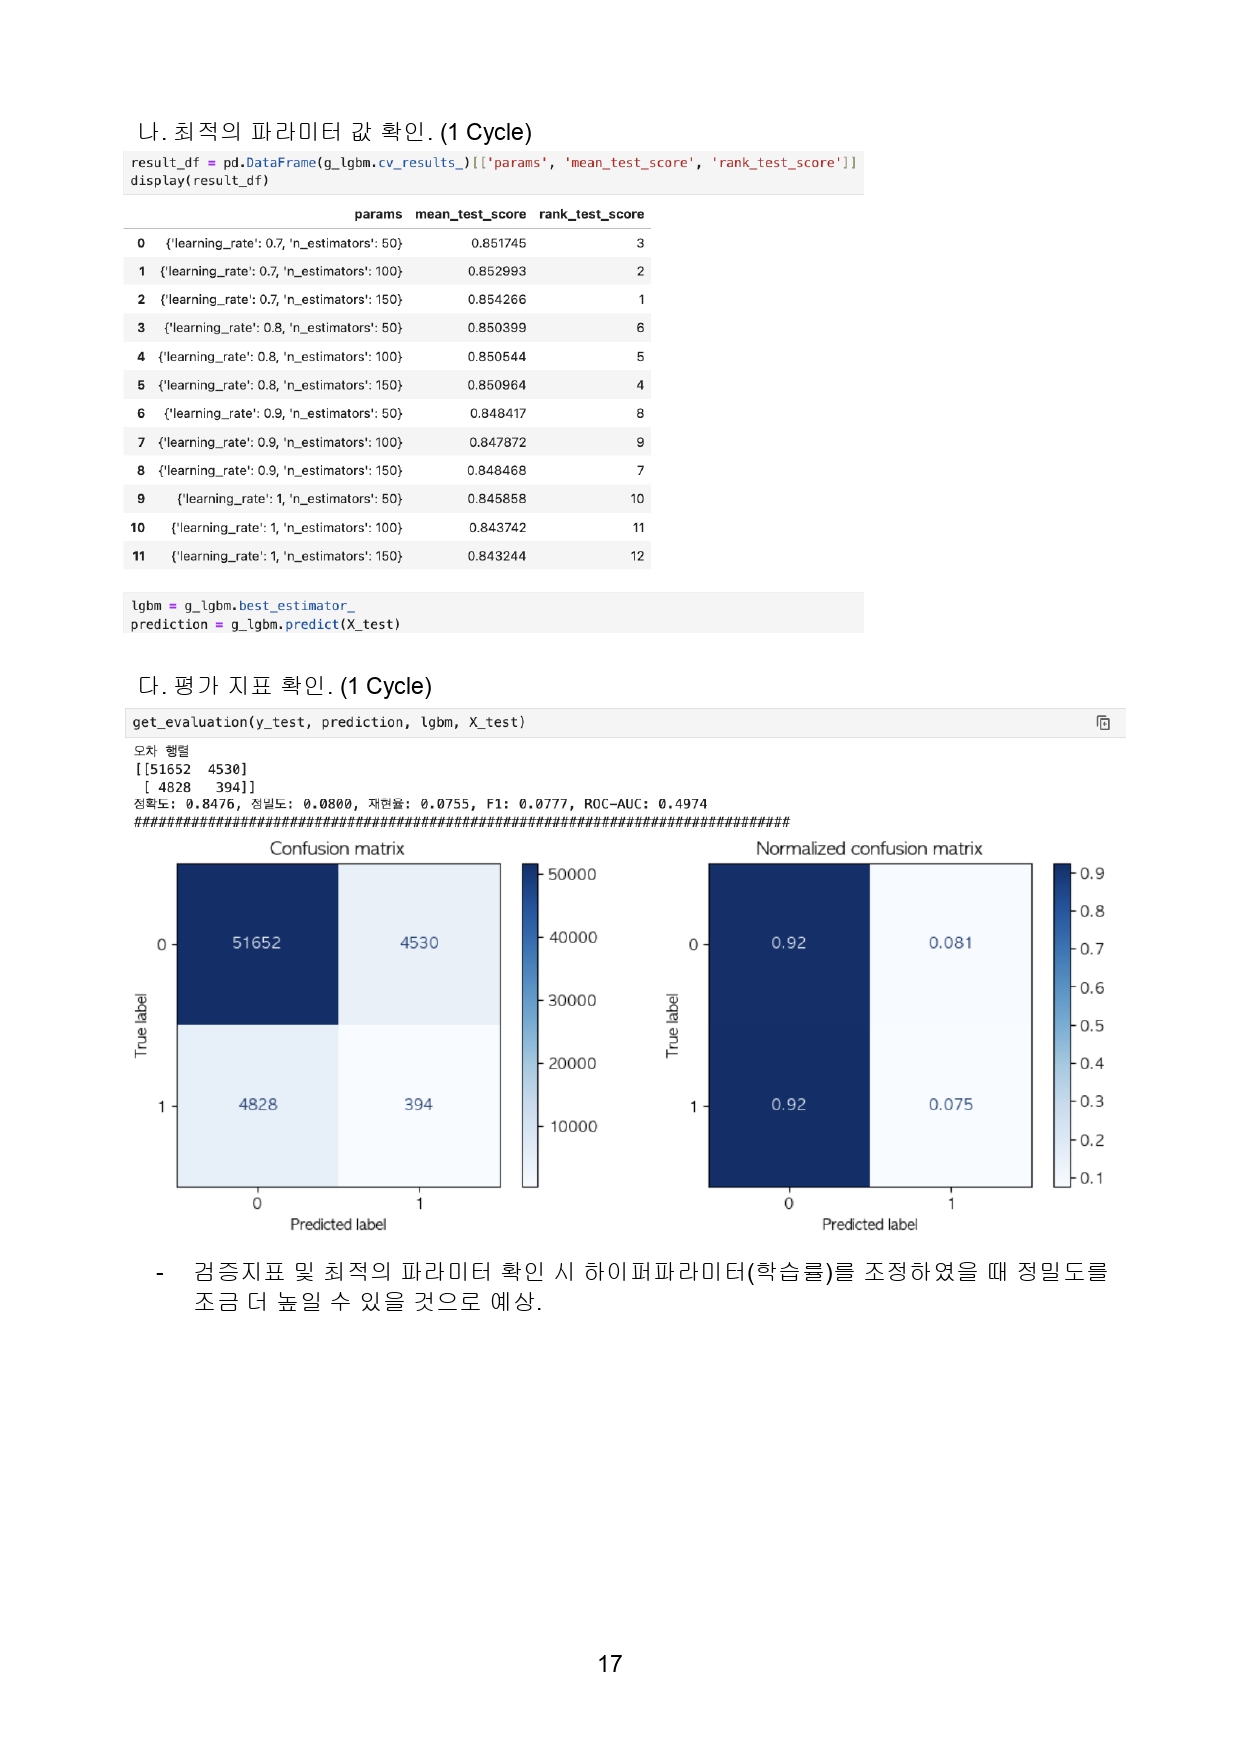 나. 최적의 파라미터 값 확인. (1 Cycle)
result_df = pd.DataFrame(g_lgbm.cv_results_)[['params', 'mean_test_score', 'rank_test_score']]
display(result_df)
params mean_test_score rank_test_score
0 {'learning_rate': 0.7, 'n_estimators': 50} 0.851745 3
1 {'learning_rate': 0.7, 'n_estimators': 100} 0.852993 2
2 {'learning_rate': 0.7, 'n_estimators': 150} 0.854266 1
3 {'learning_rate': 0.8, 'n_estimators': 50} 0.850399 6
4 {'learning_rate': 0.8, 'n_estimators': 100} 0.850544 5
5 {'learning_rate': 0.8, 'n_estimators': 150} 0.850964 4
6 {'learning_rate': 0.9, 'n_estimators': 50} 0.848417 8
7 {'learning_rate': 0.9, 'n_estimators': 100} 0.847872 9
8 {'learning_rate': 0.9, 'n_estimators': 150} 0.848468 7
9 {'learning_rate': 1, 'n_estimators': 50} 0.845858 10
10 {'learning_rate': 1, 'n_estimators': 100} 0.843742 11
11 {'learning_rate': 1, 'n_estimators': 150} 0.843244 12
lgbm = g_lgbm.best_estimator_
prediction = g_lgbm.predict(X_test)
다. 평가 지표 확인. (1 Cycle)
get_evaluation(y_test, prediction, lgbm, X_test)
오차 행렬
[[51652 4530]
[ 4828 394]]
정확도: 0.8476, 정밀도: 0.0800, 재현율: 0.0755, F1: 0.0777, ROC-AUC: 0.4974
################################################################################
Confusion matrix
Normalized confusion matrix
50000
40000
30000
20000
10000
0.9
0.8
0.7
0.6
0.5
0.4
0.3
0.2
0.1
0 51652 4530
1 4828 394
0 0.92 0.081
1 0.92 0.075
True label
True label
0 1
0 1
Predicted label
Predicted label
- 검증지표 및 최적의 파라미터 확인 시 하이퍼파라미터(학습률)를 조정하였을 때 정밀도를
조금 더 높일 수 있을 것으로 예상.
17